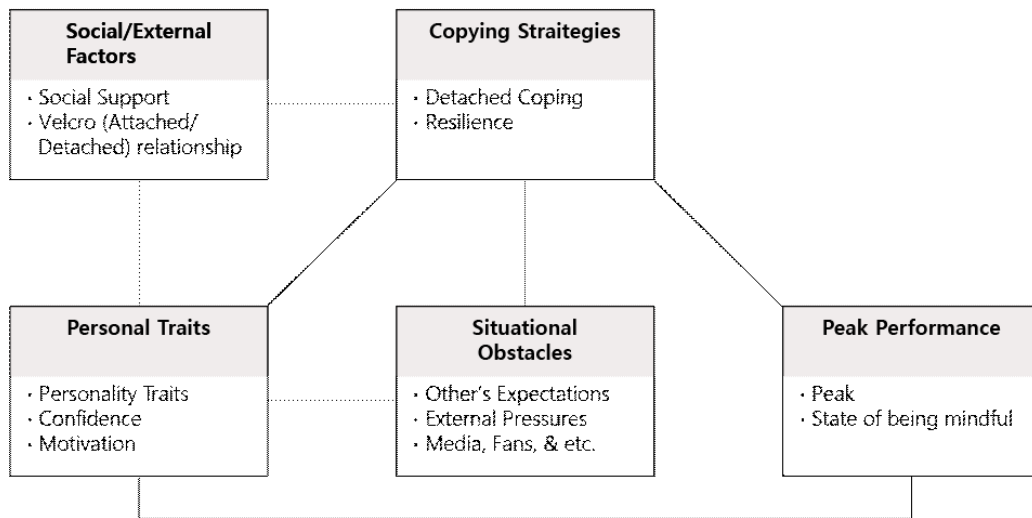 Social/External
Factors
· Social Support
· Velcro (Attached/
Detached) relationship
Copying Straitegies
· Detached Coping
· Resilience
Personal Traits
· Personality Traits
· Confidence
· Motivation
Situational
Obstacles
· Other's Expectations
· External Pressures
· Media, Fans, & etc.
Peak Performance
· Peak
· State of being mindful